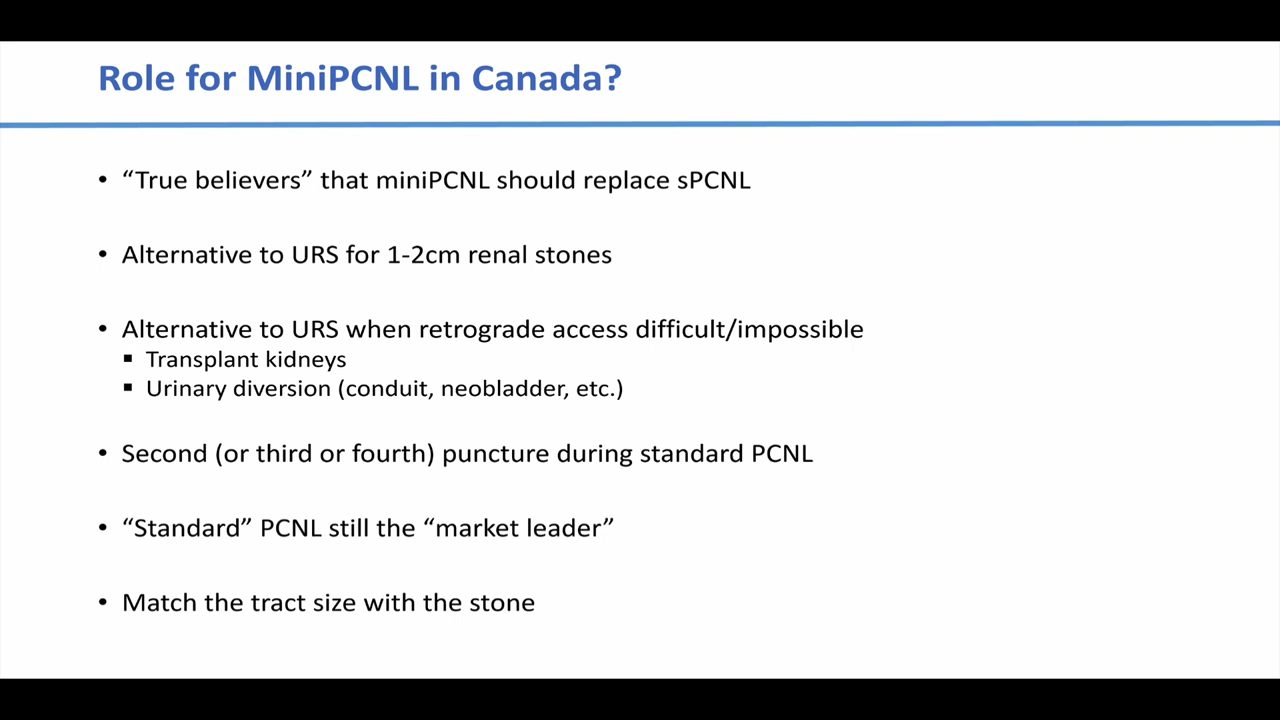 Role for MiniPCNL in Canada?
• “True believers” that miniPCNL should replace sPCNL
• Alternative to URS for 1-2cm renal stones
• Alternative to URS when retrograde access difficult/impossible
▪ Transplant kidneys
▪ Urinary diversion (conduit, neobladder, etc.)
• Second (or third or fourth) puncture during standard PCNL
• “Standard” PCNL still the “market leader”
• Match the tract size with the stone